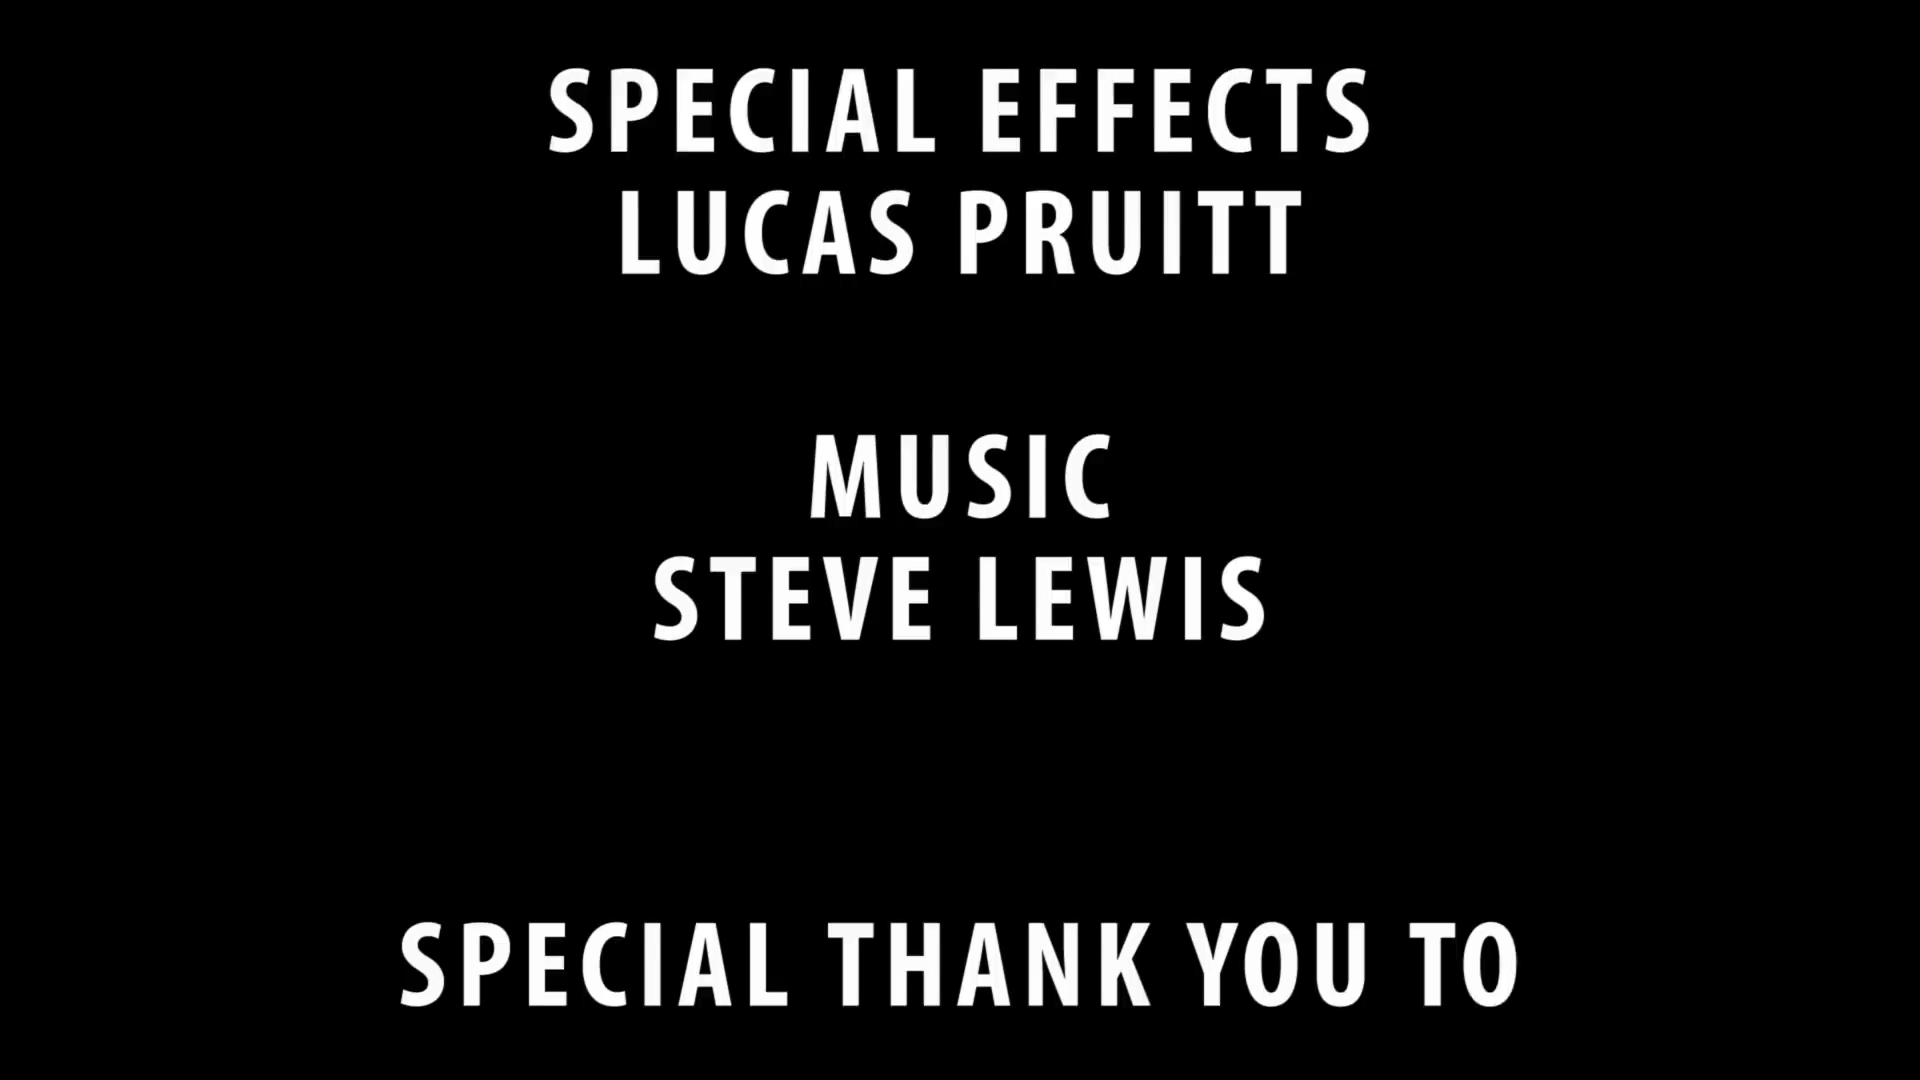 SPECIAL EFFECTS
LUCAS PRUITT
MUSIC
STEVE LEWIS
SPECIAL THANK YOU TO